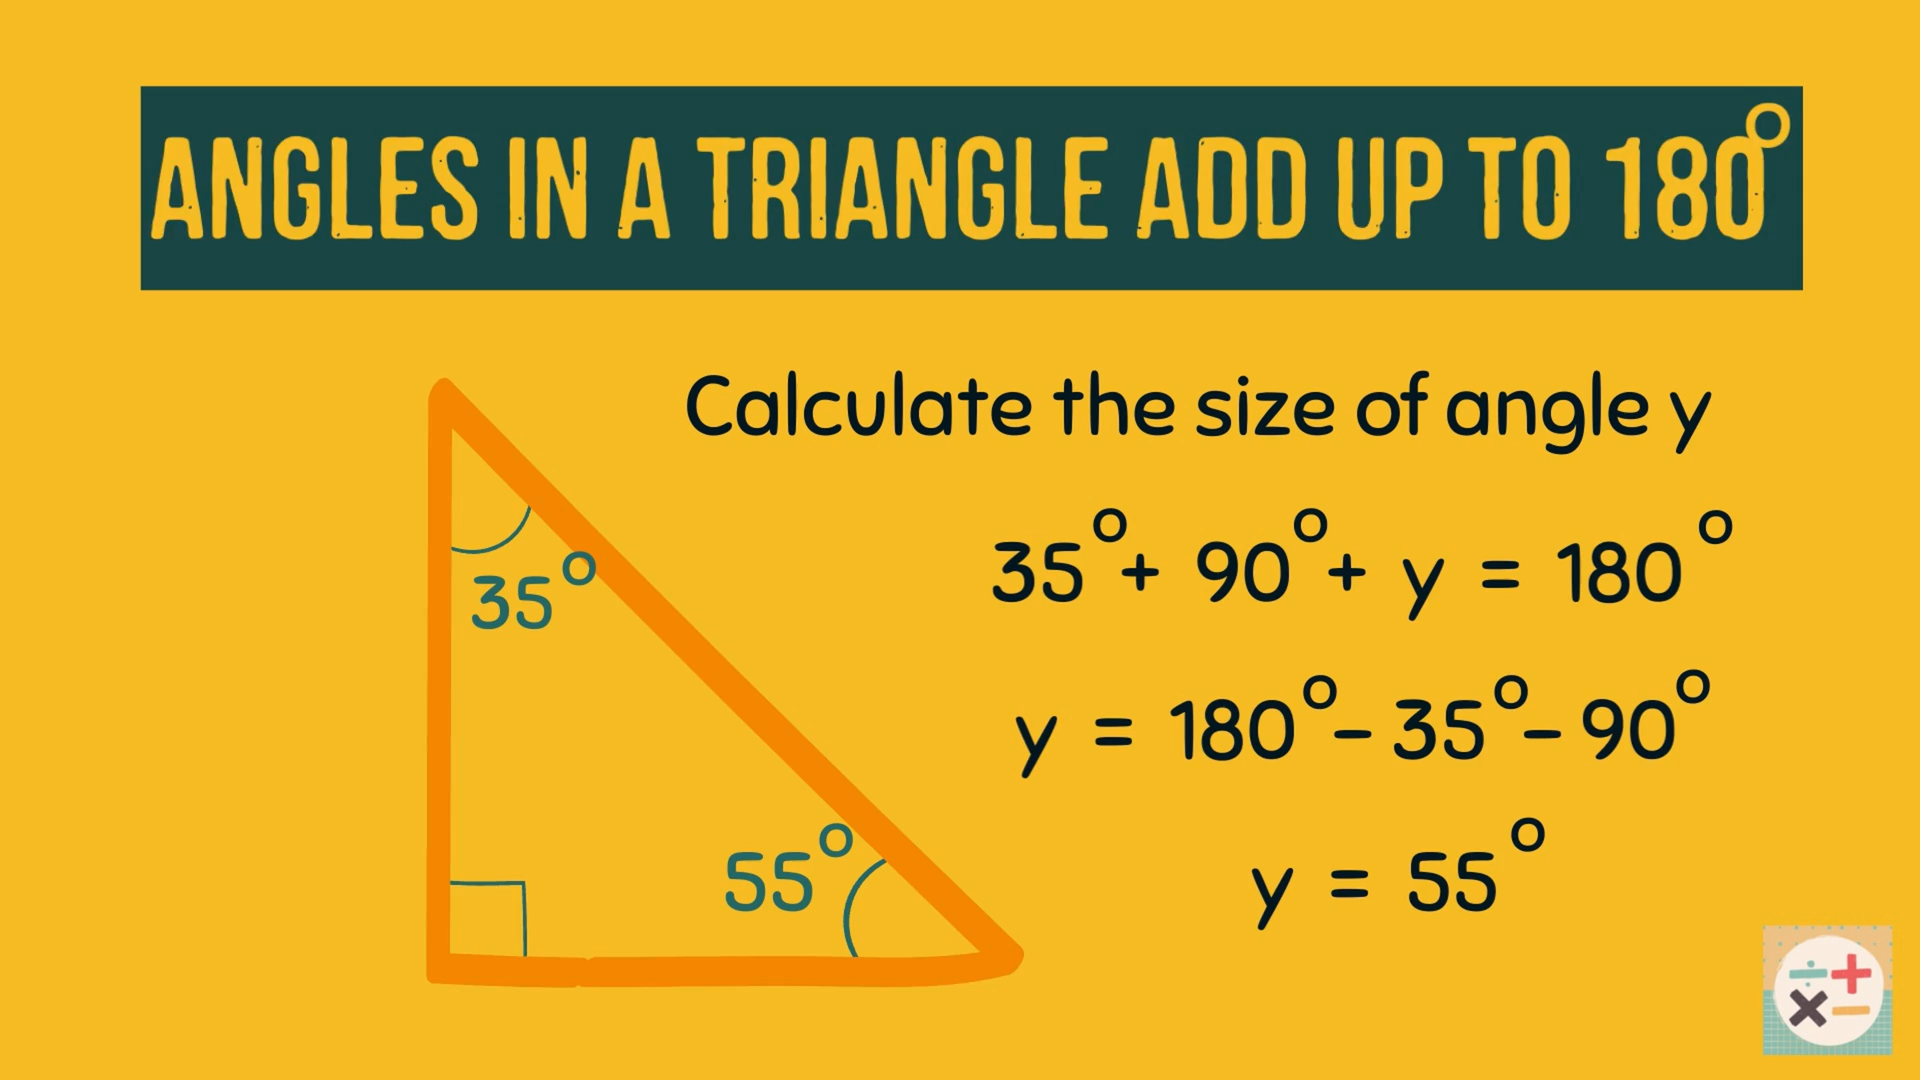 ANGLES IN A TRIANGLE ADD UP TO 180°
Calculate the size of angle y
35° + 90° + y = 180°
35°
y = 180° - 35° - 90°
55°
y = 55°